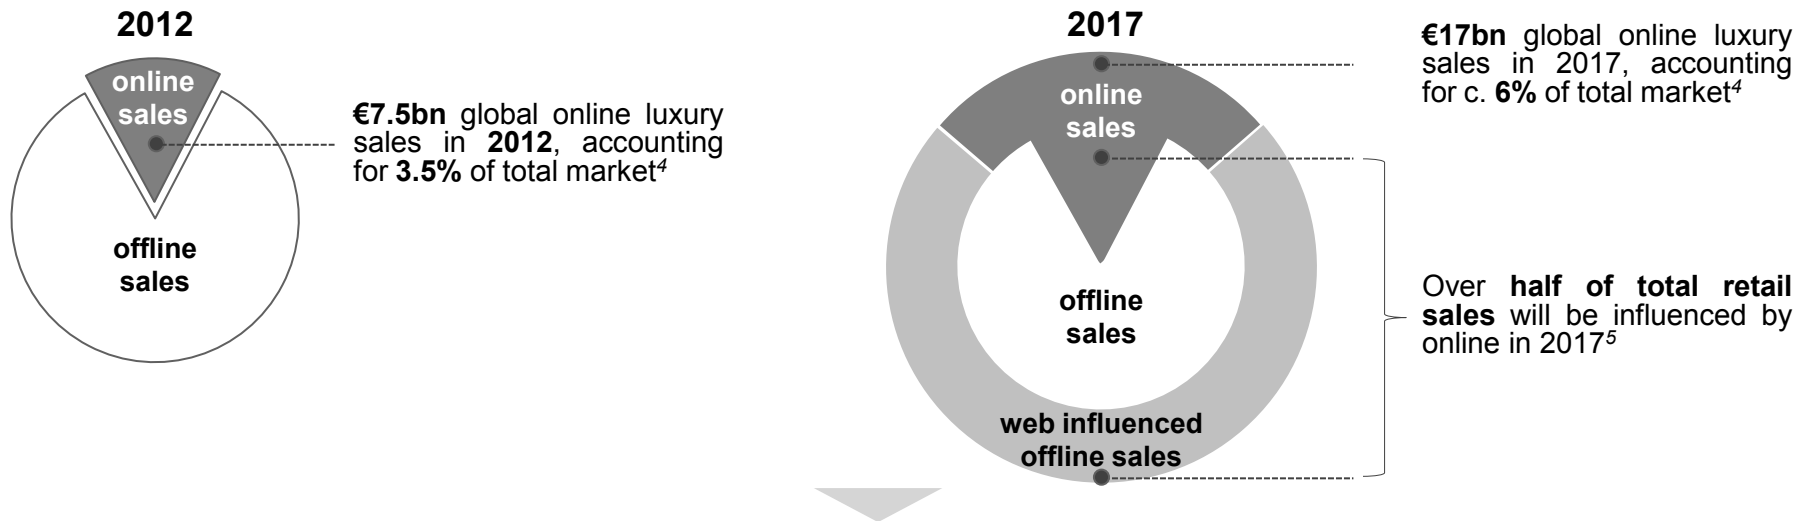 2012
online
sales
offline
sales
€7.5bn global online luxury
sales in 2012, accounting
for 3.5% of total market4
2017
online
sales
offline
sales
web influenced
offline sales
€17bn global online luxury
sales in 2017, accounting
for c. 6% of total market4
Over half of total retail
sales will be influenced by
online in 20175